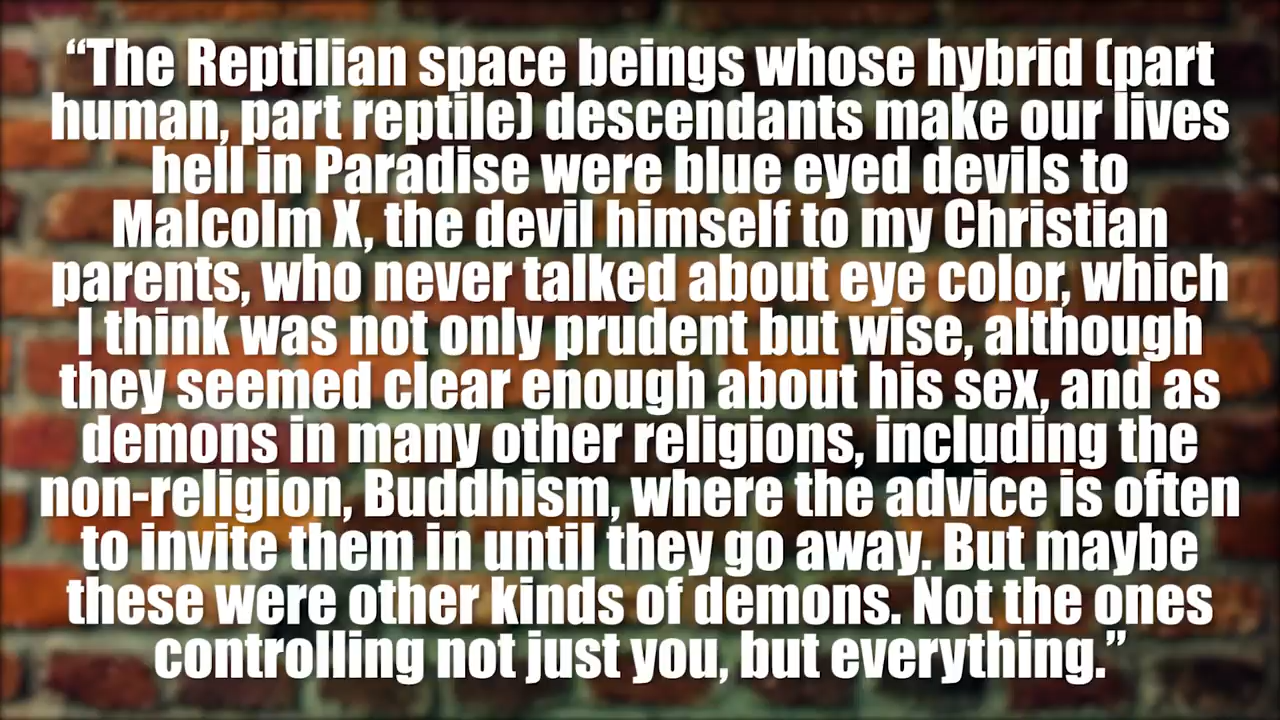 “The Reptilian space beings whose hybrid (part
human, part reptile) descendants make our lives
hell in Paradise were blue eyed devils to
Malcolm X, the devil himself to my Christian
parents, who never talked about eye color, which
I think was not only prudent but wise, although
they seemed clear enough about his sex, and as
demons in many other religions, including the
non-religion, Buddhism, where the advice is often
to invite them in until they go away. But maybe
these were other kinds of demons. Not the ones
controlling not just you, but everything.”